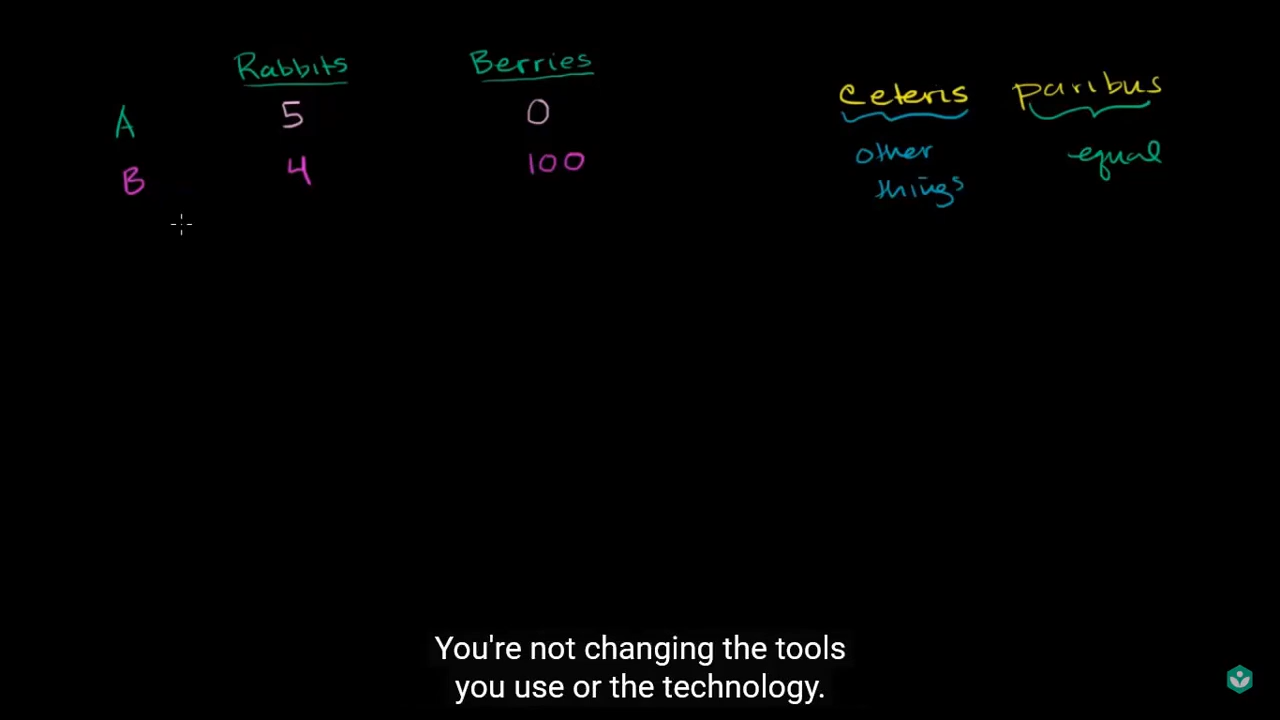 Rabbits Berries
A 5 0
B 4 100
Ceteris paribus
other equal
things
You're not changing the tools
you use or the technology.